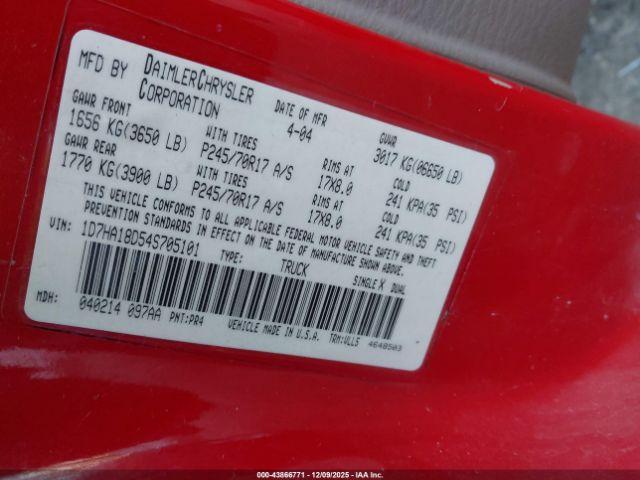 MFD BY DAIMLERCHRYSLER CORPORATION DATE OF MFR 4-04 GVWR 3017 KG(06650 LB)
GAWR FRONT WITH TIRES RIMS AT COLD
1656 KG(3650 LB) P245/70R17 A/S 17X8.0 241 KPA(35 PSI)
GAWR REAR WITH TIRES RIMS AT COLD
1770 KG(3900 LB) P245/70R17 A/S 17X8.0 241 KPA(35 PSI)
THIS VEHICLE CONFORMS TO ALL APPLICABLE FEDERAL MOTOR VEHICLE SAFETY AND THEFT
PREVENTION STANDARDS IN EFFECT ON THE DATE OF MANUFACTURE SHOWN ABOVE.
VIN: 1D7HA18D54S705101 TYPE: TRUCK SINGLE X DUAL
MDH: 040214 097AA PNT:PR4 VEHICLE MADE IN U.S.A. TRM:VLL5 4648503
000-43866771 - 12/09/2025 - IAA Inc.